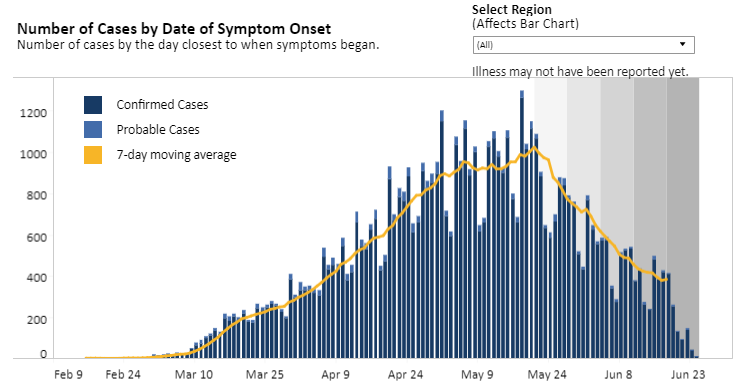 Select Region
(Affects Bar Chart)
Number of Cases by Date of Symptom Onset
Number of cases by the day closest to when symptoms began.
(All)
Illness may not have been reported yet.
Confirmed Cases
Probable Cases
7-day moving average
1200
1000
800
600
400
200
0
Feb 9 Feb 24 Mar 10 Mar 25 Apr 9 Apr 24 May 9 May 24 Jun 8 Jun 23